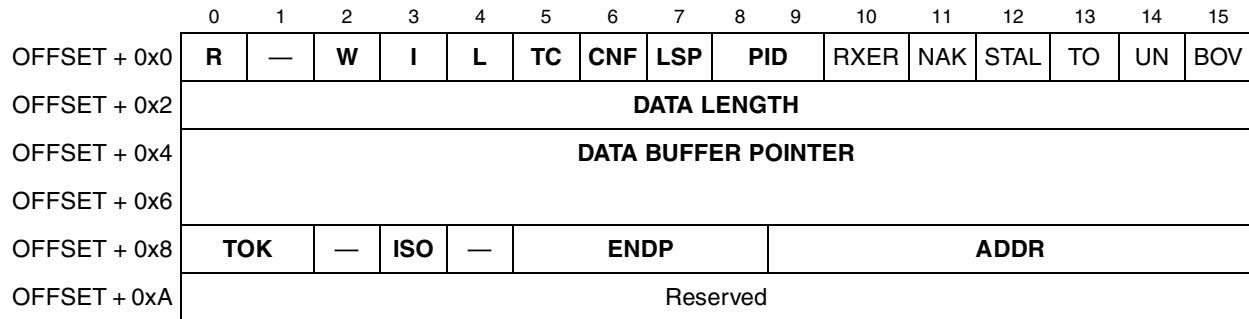 0 1 2 3 4 5 6 7 8 9 10 11 12 13 14 15
OFFSET + 0x0 R — W I L TC CNF LSP PID RXER NAK STAL TO UN BOV
OFFSET + 0x2 DATA LENGTH
OFFSET + 0x4 DATA BUFFER POINTER
OFFSET + 0x6
OFFSET + 0x8 TOK — ISO — ENDP ADDR
OFFSET + 0xA Reserved